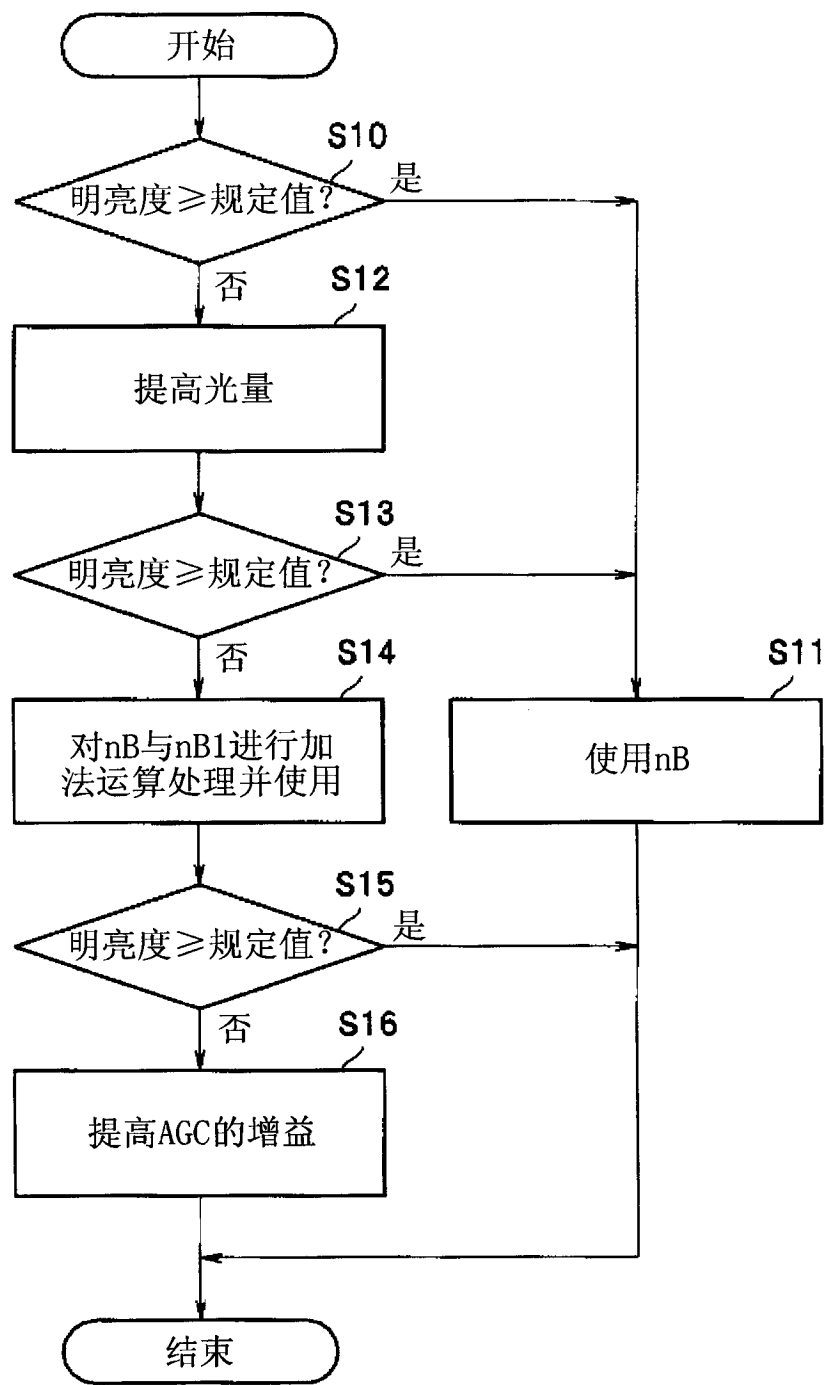 开始
S10
明亮度≥规定值?
是
否
S12
提高光量
S13
明亮度≥规定值?
是
否
S14
对nB与nB1进行加
法运算处理并使用
S11
使用nB
S15
明亮度≥规定值?
是
否
S16
提高AGC的增益
结束